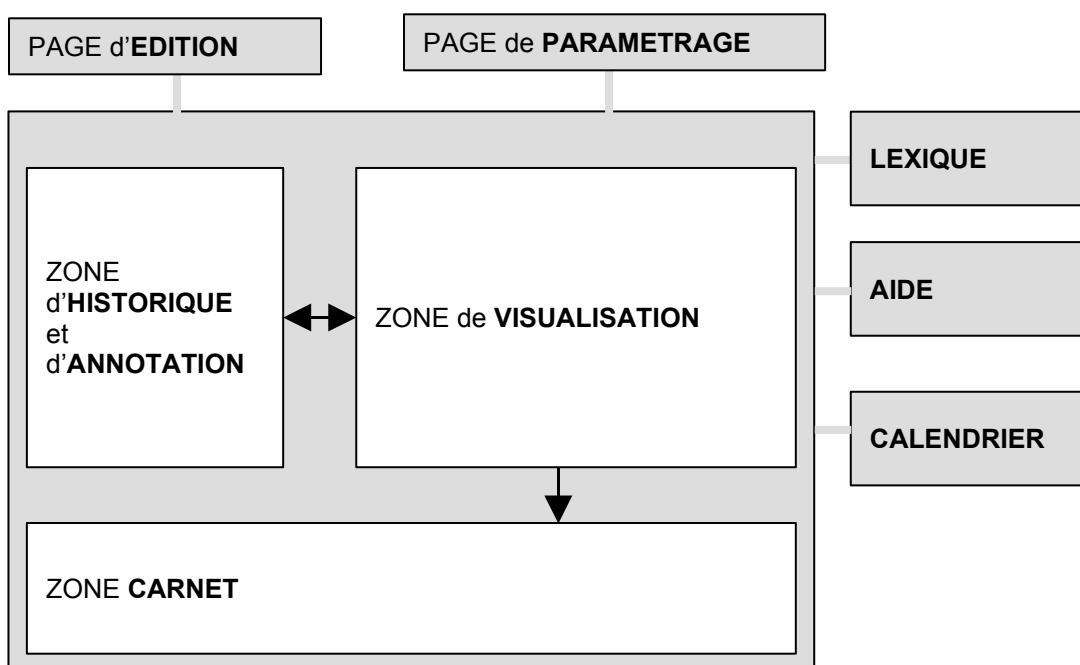 PAGE d’EDITION
PAGE de PARAMETRAGE
LEXIQUE
ZONE
d’HISTORIQUE
et
d’ANNOTATION
ZONE de VISUALISATION
AIDE
CALENDRIER
ZONE CARNET